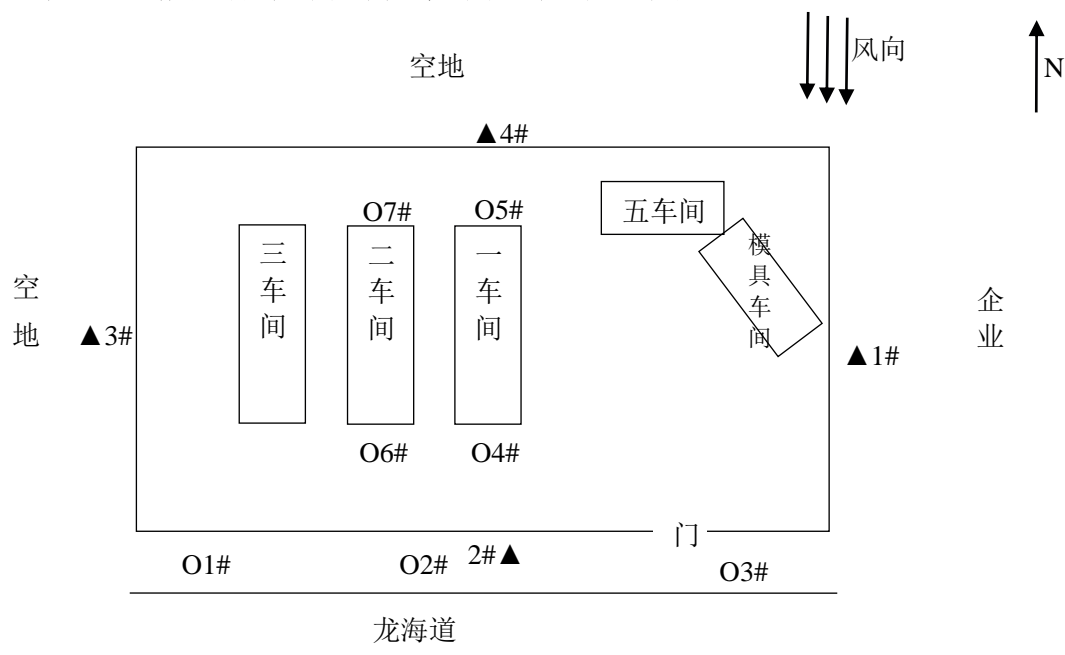 风向
N
空地
▲4#
五车间
O7#
O5#
模具车间
三车间
二车间
一车间
空地
企业
▲3#
▲1#
O6#
O4#
门
O1#
O2#
2#▲
O3#
龙海道